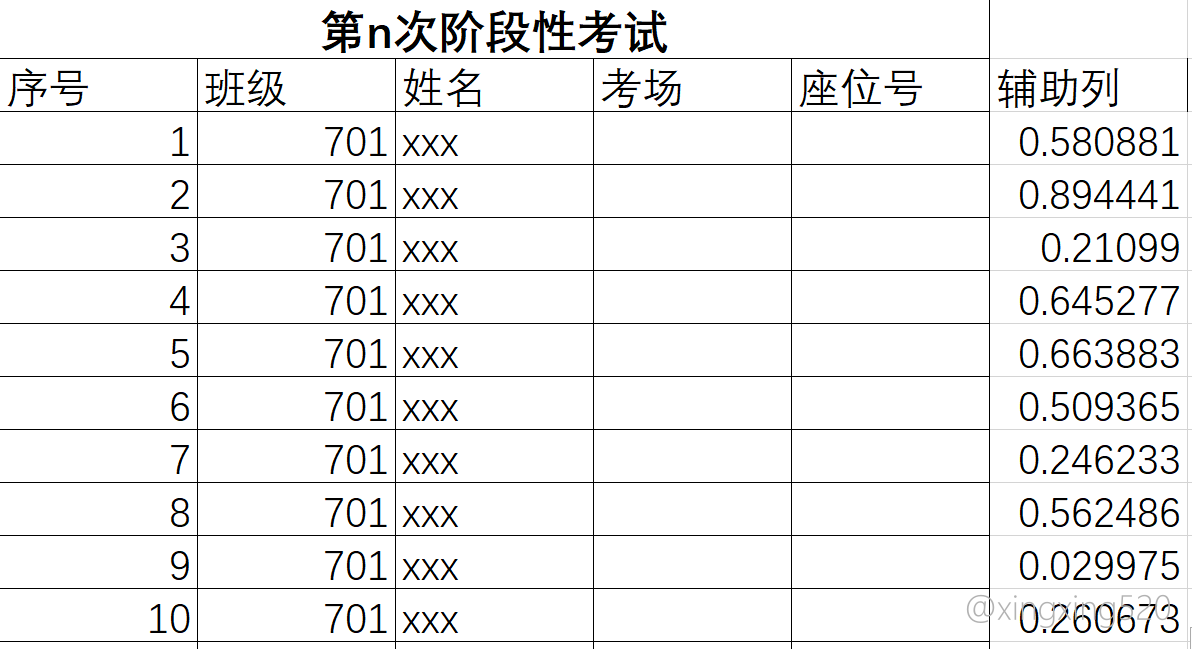 第n次阶段性考试
序号 班级 姓名 考场 座位号 辅助列
1 701 xxx 0.580881
2 701 xxx 0.894441
3 701 xxx 0.21099
4 701 xxx 0.645277
5 701 xxx 0.663883
6 701 xxx 0.509365
7 701 xxx 0.246233
8 701 xxx 0.562486
9 701 xxx 0.029975
10 701 xxx 0.260673
@xingxing520